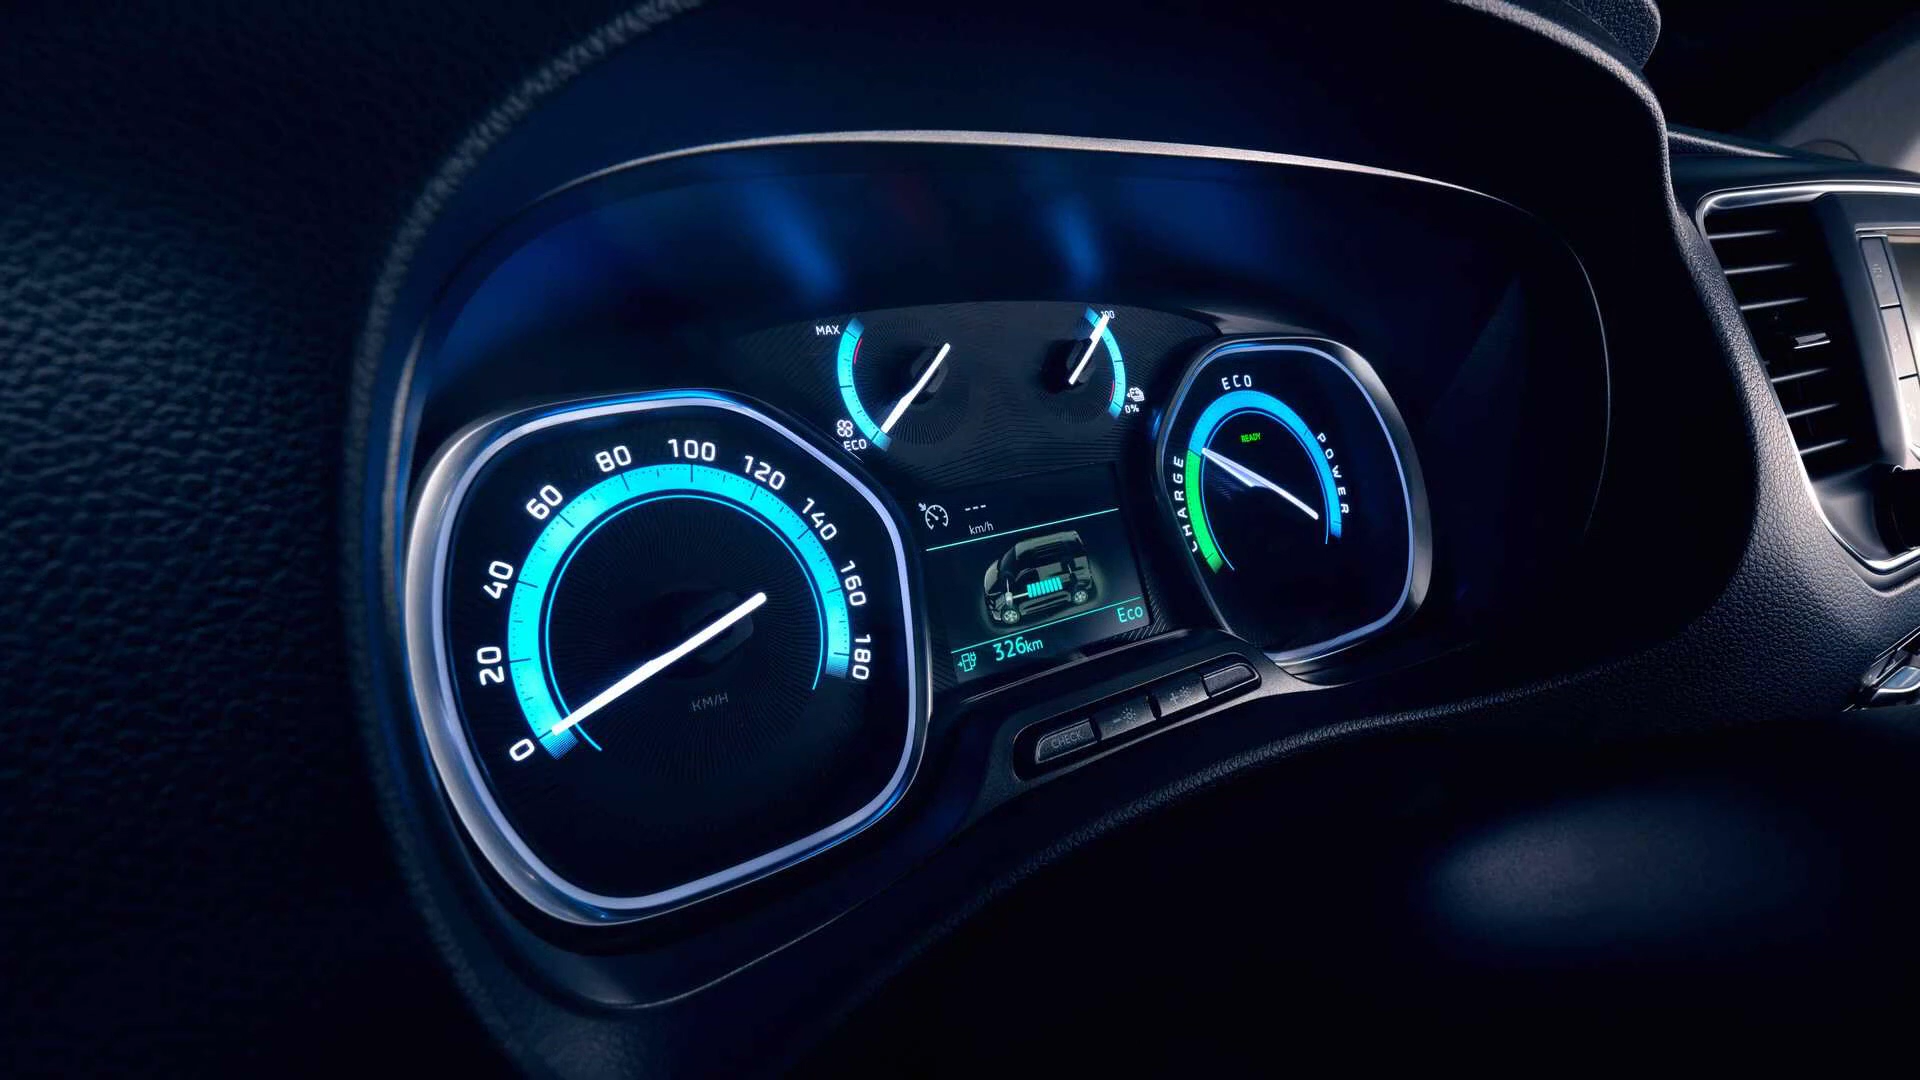 MAX
ECO
100
0%
0
20
40
60
80
100
120
140
160
180
KM/H
---
km/h
Eco
326km
CHARGE
ECO
POWER
READY
CHECK